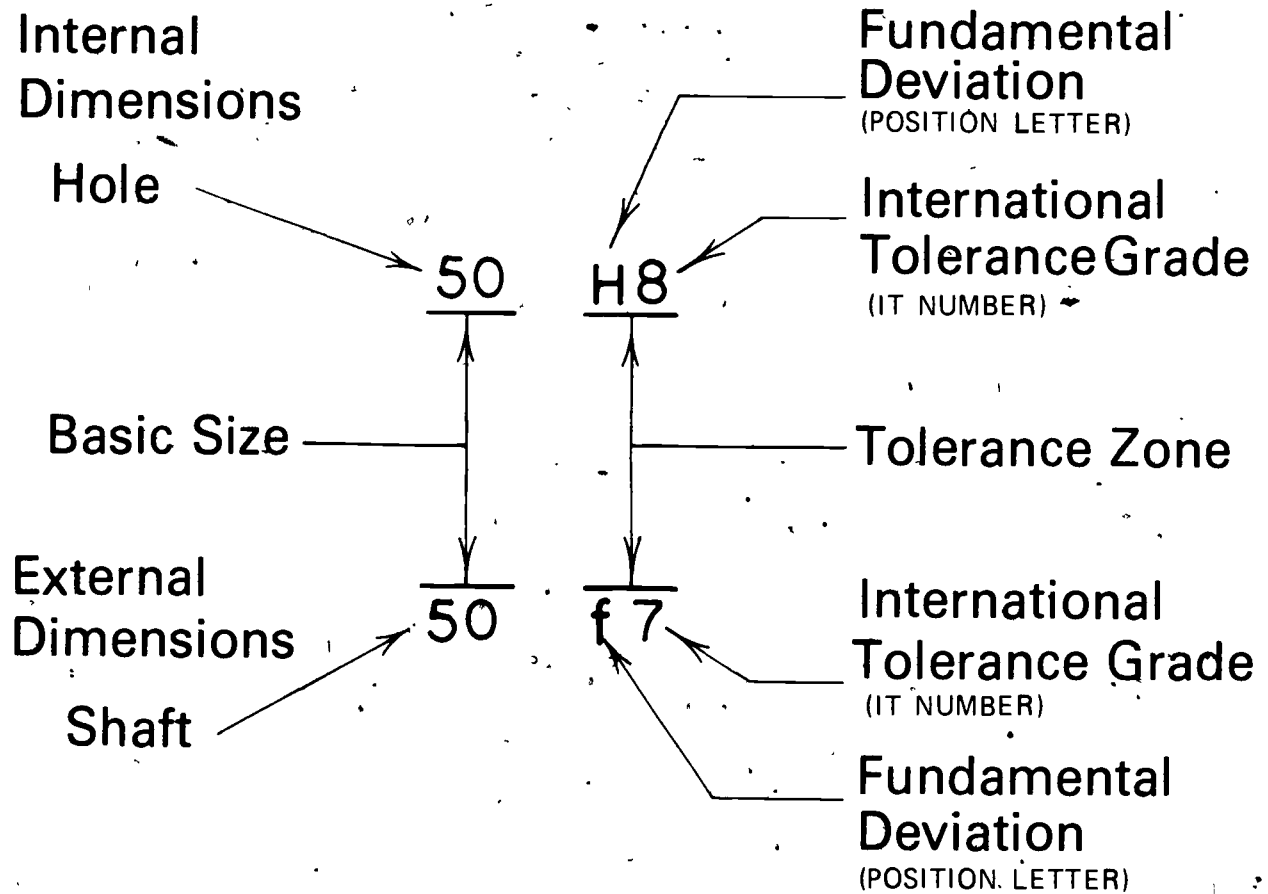 Internal
Dimensions
Hole
50
H8
Fundamental
Deviation
(POSITION LETTER)
International
Tolerance Grade
(IT NUMBER)
Basic Size
Tolerance Zone
External
Dimensions
Shaft
50
f7
International
Tolerance Grade
(IT NUMBER)
Fundamental
Deviation
(POSITION LETTER)